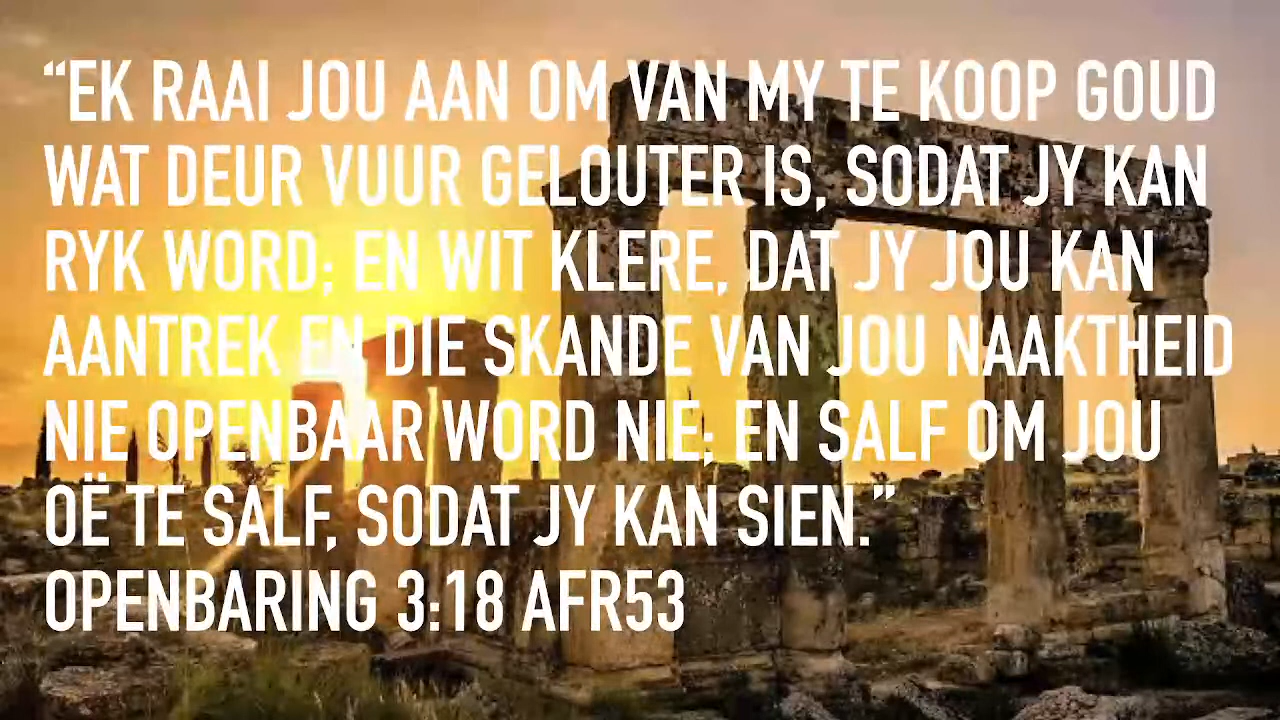 “EK RAAI JOU AAN OM VAN MY TE KOOP GOUD
WAT DEUR VUUR GELOUTER IS, SODAT JY KAN
RYK WORD; EN WIT KLERE, DAT JY JOU KAN
AANTREK EN DIE SKANDE VAN JOU NAAKTHEID
NIE OPENBAAR WORD NIE; EN SALF OM JOU
OË TE SALF, SODAT JY KAN SIEN.”
OPENBARING 3:18 AFR53